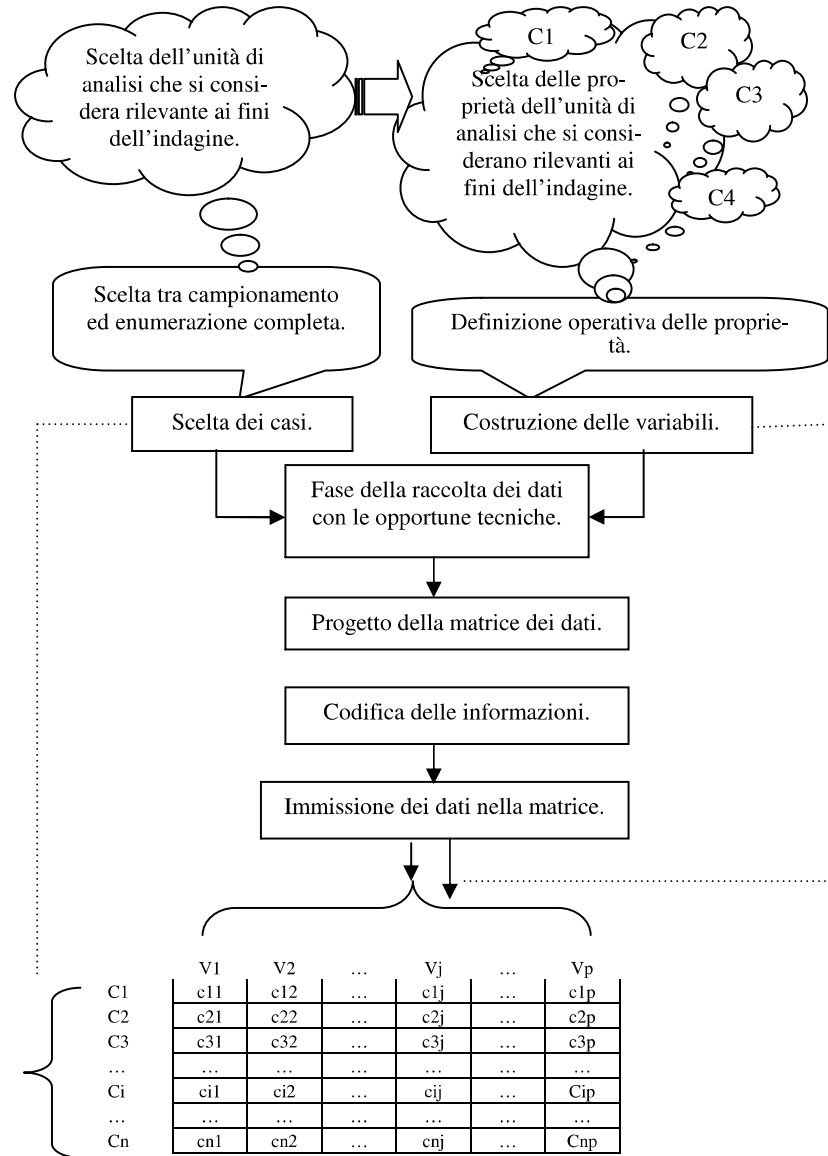 Scelta dell'unità di
analisi che si consi-
dera rilevante ai fini
dell'indagine.
C1
C2
C3
C4
Scelta delle pro-
prietà dell'unità di
analisi che si consi-
derano rilevanti ai
fini dell'indagine.
Scelta tra campionamento
ed enumerazione completa.
Definizione operativa delle proprie-
tà.
Scelta dei casi.
Costruzione delle variabili.
Fase della raccolta dei dati
con le opportune tecniche.
Progetto della matrice dei dati.
Codifica delle informazioni.
Immissione dei dati nella matrice.
V1 V2 … Vj … Vp
C1 c11 c12 … c1j … c1p
C2 c21 c22 … c2j … c2p
C3 c31 c32 … c3j … c3p
… … … … … … …
Ci ci1 ci2 … cij … Cip
… … … … … … …
Cn cn1 cn2 … cnj … Cnp